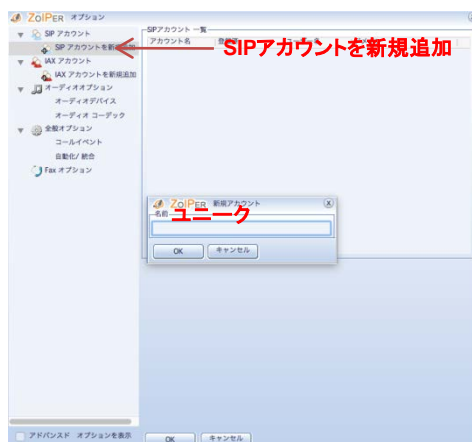 ZOIPER オプション
SIP アカウント
SIP アカウントを新規追加
IAX アカウント
IAX アカウントを新規追加
オーディオオプション
オーディオデバイス
オーディオ コーデック
全般オプション
コールイベント
自動化/ 統合
Fax オプション
アドバンスド オプションを表示
SIPアカウント 一覧
アカウント名
SIPアカウントを新規追加
ZOIPER 新規アカウント
名前
ユニーク
OK キャンセル
OK キャンセル